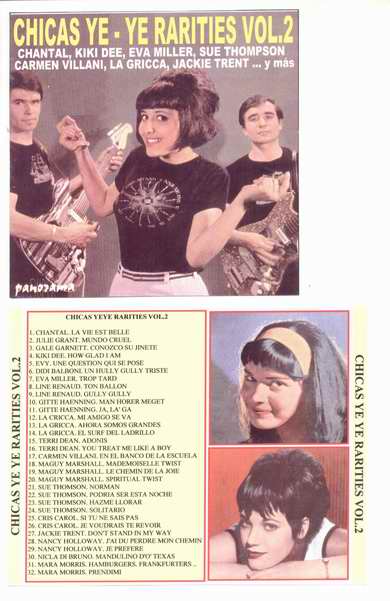 CHICAS YE - YE RARITIES VOL.2
CHANTAL, KIKI DEE, EVA MILLER, SUE THOMPSON
CARMEN VILLANI, LA GRICCA, JACKIE TRENT ... y más
panorama
CHICAS YEYE RARITIES VOL.2
1. CHANTAL. LA VIE EST BELLE
2. JULIE GRANT. MUNDO CRUEL
3. GALE GARNETT. CONOZCO SU JINETE
4. KIKI DEE. HOW GLAD I AM
5. EVY. UNE QUESTION QUI SE POSE
6. DIDI BALBONI. UN HULLY GULLY TRISTE
7. EVA MILLER. TROP TARD
8. LINE RENAUD. TON BALLON
9. LINE RENAUD. GULLY GULLY
10. GITTE HAENNING. MAN HORER MEGET
11. GITTE HAENNING. JA, LA' GA
12. LA CRICCA. MI AMIGO SE VA
13. LA GRICCA. AHORA SOMOS GRANDES
14. LA GRICCA. EL SURF DEL LADRILLO
15. TERRI DEAN. ADONIS
16. TERRI DEAN. YOU TREAT ME LIKE A BOY
17. CARMEN VILLANI. EN EL BANCO DE LA ESCUELA
18. MAGUY MARSHALL. MADEMOISELLE TWIST
19. MAGUY MARSHALL. LE CHEMIN DE LA JOIE
20. MAGUY MARSHALL. SPIRITUAL TWIST
21. SUE THOMSON. NORMAN
22. SUE THOMSON. PODRIA SER ESTA NOCHE
23. SUE THOMSON. HAZME LLORAR
24. SUE THOMSON. SOLITARIO
25. CRIS CAROL. SI TU NE SAIS PAS
26. CRIS CAROL. JE VOUDRAIS TE REVOIR
27. JACKIE TRENT. DON'T STAND IN MY WAY
28. NANCY HOLLOWAY. J'AI DU PERDRE MON CHEMIN
29. NANCY HOLLOWAY. JE PREFERE
30. NICLA DI BRUNO. MANDULINO D'O' TEXAS
31. MARA MORRIS. HAMBURGERS, FRANKFURTERS ..
32. MARA MORRIS. PRENDIMI
CHICAS YE YE RARITIES VOL.2
CHICAS YE YE RARITIES VOL.2